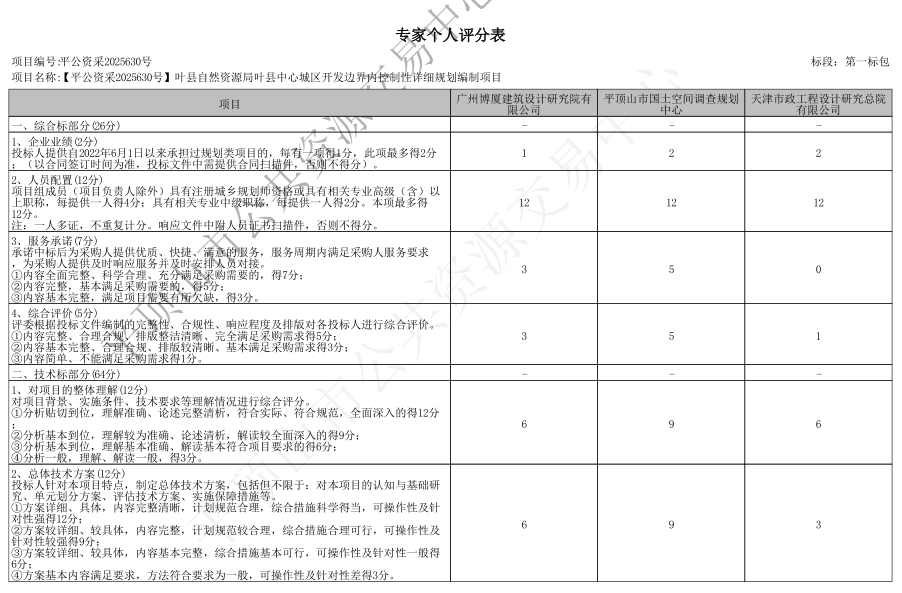 专家个人评分表
项目编号:平公资采2025630号 标段: 第一标包
项目名称:【平公资采2025630号】叶县自然资源局叶县中心城区开发边界内控制性详细规划编制项目
项目 广州博厦建筑设计研究院有限公司 平顶山市国土空间调查规划中心 天津市政工程设计研究总院有限公司
一、综合标部分(26分) - - -
1、企业业绩(2分)
投标人提供自2022年6月1日以来承担过规划类项目的, 每有一项得1分, 此项最多得2分
; (以合同签订时间为准, 投标文件中需提供合同扫描件, 否则不得分)。
1 2 2
2、人员配置(12分)
项目组成员(项目负责人除外)具有注册城乡规划师资格或具有相关专业高级(含)以
上职称, 每提供一人得4分; 具有相关专业中级职称, 每提供一人得2分。本项最多得
12分。
注: 一人多证, 不重复计分。响应文件中附人员证书扫描件, 否则不得分。
12 12 12
3、服务承诺(7分)
承诺中标后为采购人提供优质、快捷、满意的服务, 服务周期内满足采购人服务要求
, 为采购人提供及时响应服务并及时安排人员对接。
①内容全面完整、科学合理、充分满足采购需要的, 得7分;
②内容完整, 基本满足采购需要的, 得5分;
③内容基本完整, 满足项目需要有所欠缺, 得3分。
3 5 0
4、综合评价(5分)
评委根据投标文件编制的完整性、合规性、响应程度及排版对各投标人进行综合评价。
①内容完整、合理合规、排版整洁清晰、完全满足采购需求得5分;
②内容基本完整、合理合规、排版较清晰、基本满足采购需求得3分;
③内容简单、不能满足采购需求得1分。
3 5 1
二、技术标部分(64分) - - -
1、对项目的整体理解(12分)
对项目背景、实施条件、技术要求等理解情况进行综合评分。
①分析贴切到位, 理解准确、论述完整清析, 符合实际、符合规范, 全面深入的得12分
;
②分析基本到位, 理解较为准确、论述清析, 解读较全面深入的得9分;
③分析基本到位, 理解基本准确、解读基本符合项目要求的得6分;
④分析一般, 理解、解读一般, 得3分。
6 9 6
2、总体技术方案(12分)
投标人针对本项目特点, 制定总体技术方案, 包括但不限于: 对本项目的认知与基础研
究、单元划分方案、评估技术方案、实施保障措施等。
①方案详细、具体, 内容完整清晰, 计划规范合理, 综合措施科学得当, 可操作性及针
对性强得12分;
②方案较详细、较具体, 内容完整, 计划规范较合理, 综合措施合理可行, 可操作性及
针对性较强得9分;
③方案较详细、较具体, 内容基本完整, 综合措施基本可行, 可操作性及针对性一般得
6分;
④方案基本内容满足要求, 方法符合要求为一般, 可操作性及针对性差得3分。
6 9 3
平顶山市公共资源交易中心
平顶山市公共资源交易中心